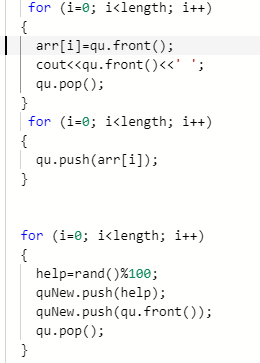 for (i=0; i<length; i++)
{
arr[i]=qu.front();
cout<<qu.front()<<' ';
qu.pop();
}
for (i=0; i<length; i++)
{
qu.push(arr[i]);
}
for (i=0; i<length; i++)
{
help=rand()%100;
quNew.push(help);
quNew.push(qu.front());
qu.pop();
}